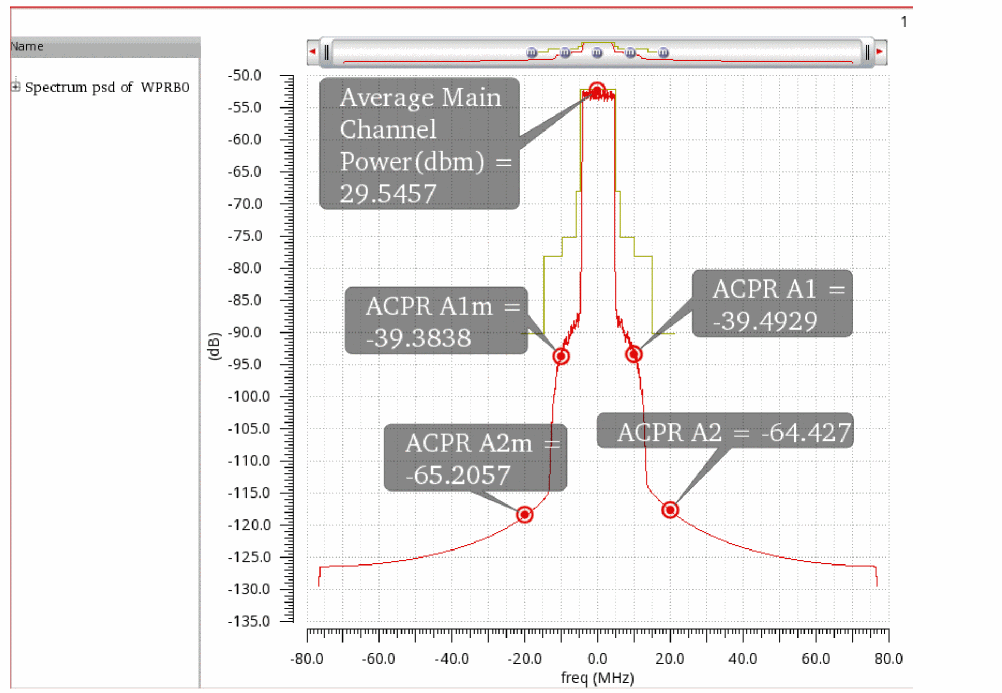 1
Name
Spectrum psd of WPRB0
-50.0
-55.0
-60.0
-65.0
-70.0
-75.0
-80.0
-85.0
-90.0
-95.0
-100.0
-105.0
-110.0
-115.0
-120.0
-125.0
-130.0
-135.0
(dB)
m m m m m
Average Main
Channel
Power(dbm) =
29.5457
ACPR A1m =
-39.3838
ACPR A1 =
-39.4929
ACPR A2m =
-65.2057
ACPR A2 = -64.427
-80.0 -60.0 -40.0 -20.0 0.0 20.0 40.0 60.0 80.0
freq (MHz)